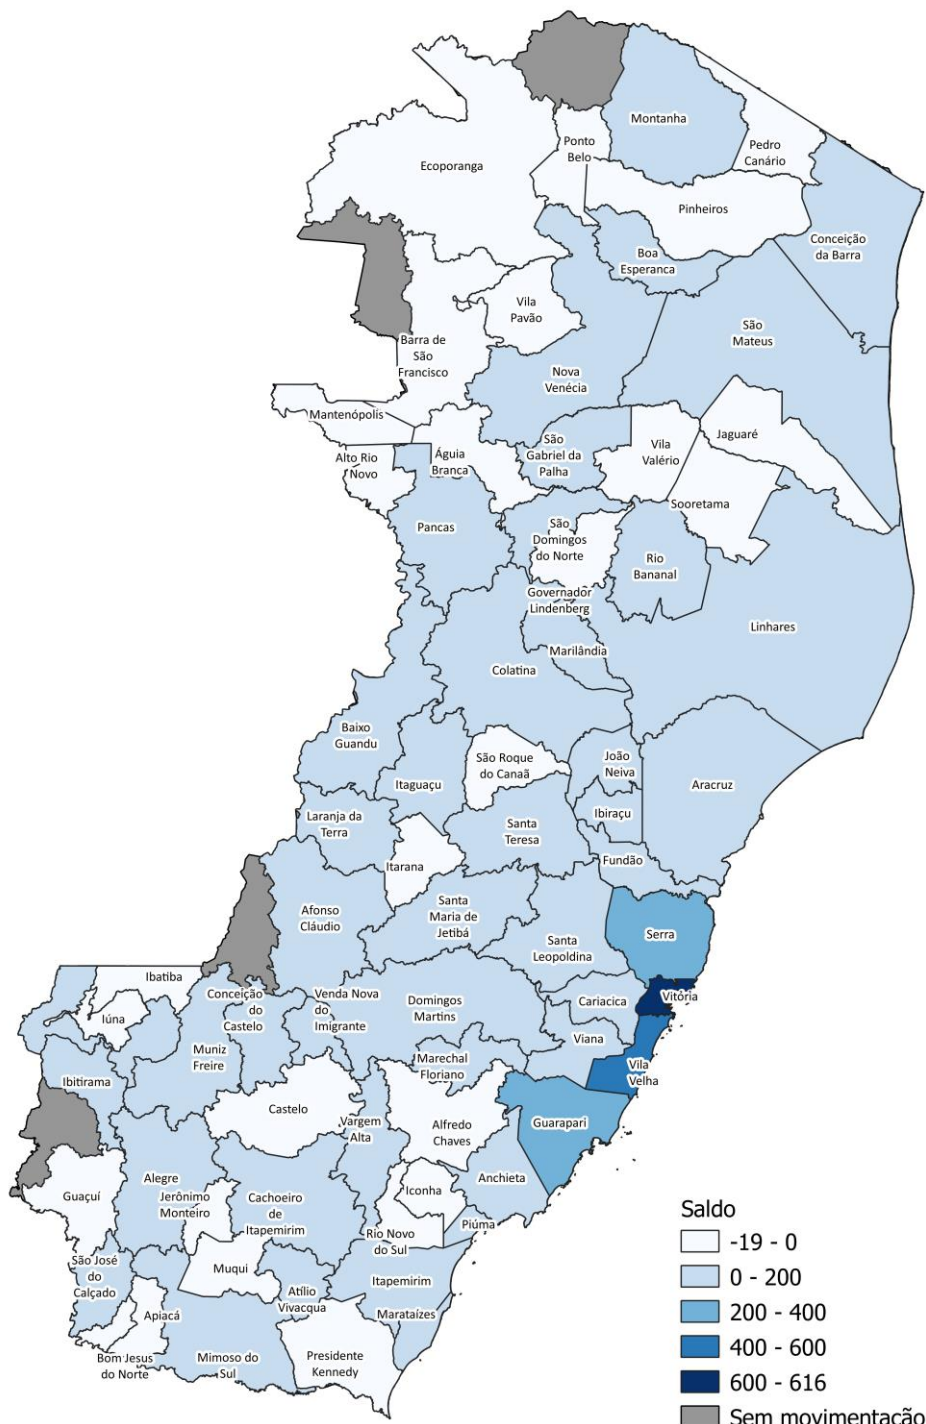 Montanha
Pedro
Canário
Ponto
Belo
Ecoporanga
Pinheiros
Conceição
da Barra
Boa
Esperanca
Vila
Pavão
São
Mateus
Barra de
São
Francisco
Nova
Venécia
Mantenópolis
Jaguaré
Alto Rio
Novo
Águia
Branca
São
Gabriel da
Palha
Vila
Valério
Sooretama
Pancas
São
Domingos
do Norte
Rio
Bananal
Governador
Lindenberg
Linhares
Marilândia
Colatina
Baixo
Guandu
São Roque
do Canaã
João
Neiva
Itaguaçu
Aracruz
Laranja da
Terra
Ibiraçu
Santa
Teresa
Fundão
Itarana
Afonso
Cláudio
Santa
Maria de
Jetibá
Serra
Santa
Leopoldina
Ibatiba
Conceição
do
Castelo
Venda Nova
do
Imigrante
Domingos
Martins
Cariacica
Vitória
Iúna
Viana
Muniz
Freire
Marechal
Floriano
Vila
Velha
Ibitirama
Castelo
Vargem
Alta
Alfredo
Chaves
Guarapari
Alegre
Anchieta
Guaçuí
Jerônimo
Monteiro
Cachoeiro
de
Itapemirim
Iconha
Piúma
Rio Novo
do Sul
São José
do
Calçado
Muqui
Itapemirim
Atílio
Vivacqua
Apiacá
Marataízes
Bom Jesus
do Norte
Mimoso do
Sul
Presidente
Kennedy
Saldo
-19 - 0
0 - 200
200 - 400
400 - 600
600 - 616
Sem movimentação